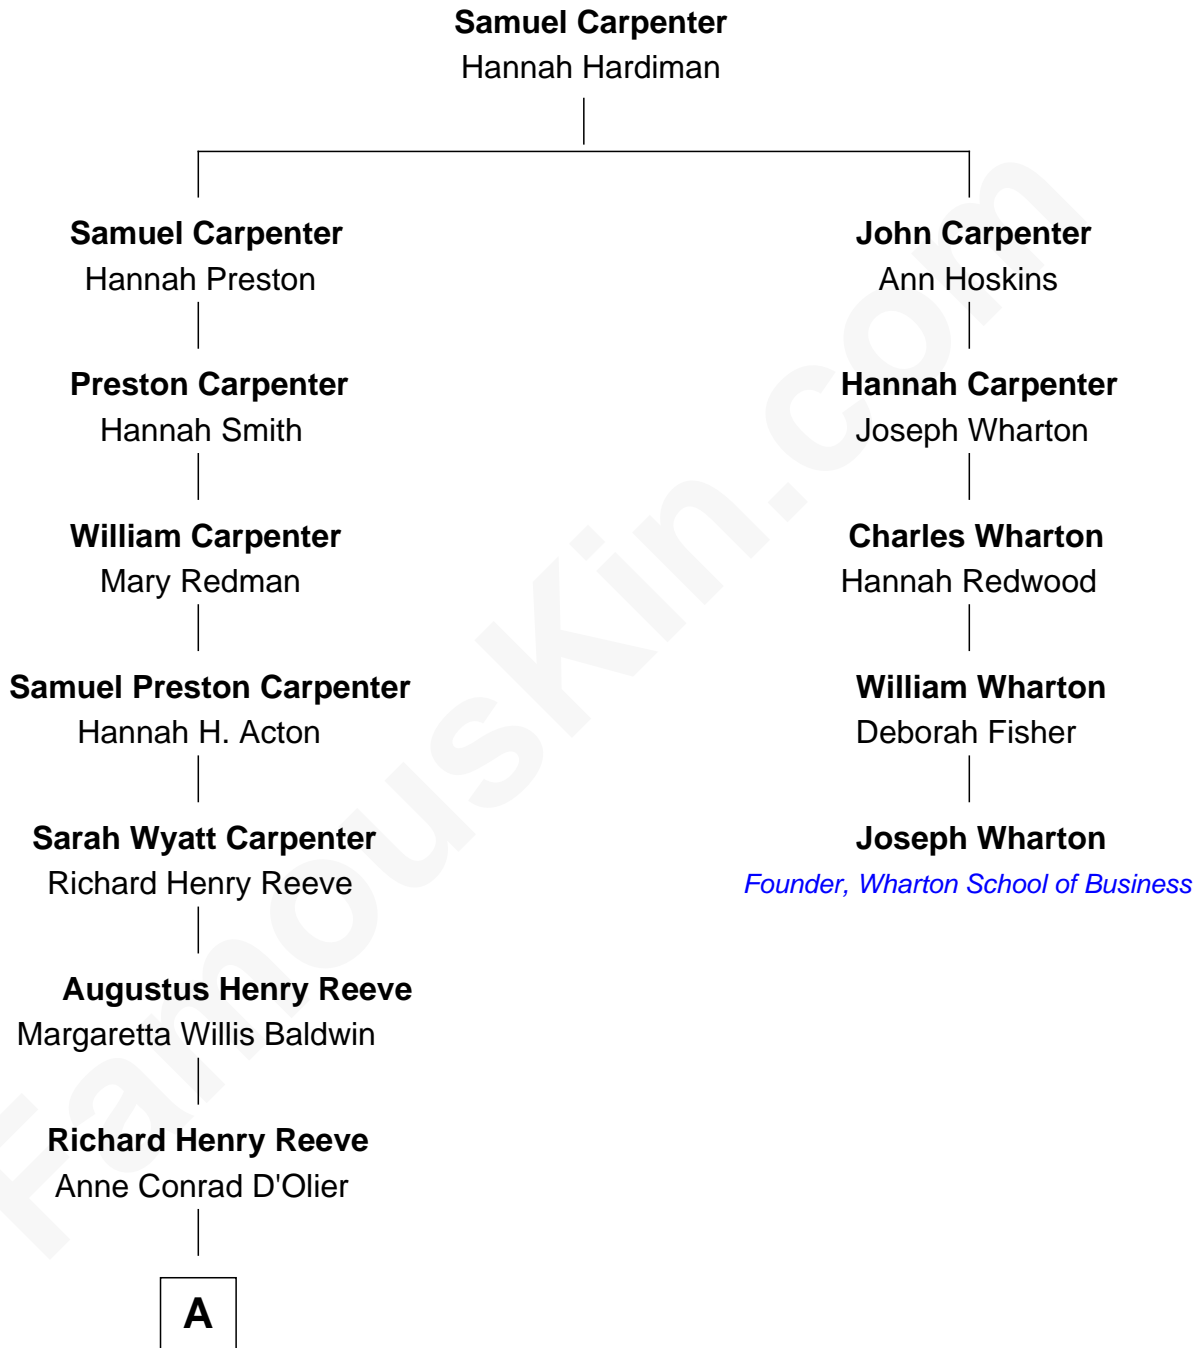 Samuel Carpenter
Hannah Hardiman
Samuel Carpenter
Hannah Preston
Preston Carpenter
Hannah Smith
William Carpenter
Mary Redman
Samuel Preston Carpenter
Hannah H. Acton
Sarah Wyatt Carpenter
Richard Henry Reeve
Augustus Henry Reeve
Margaretta Willis Baldwin
Richard Henry Reeve
Anne Conrad D'Olier
A
John Carpenter
Ann Hoskins
Hannah Carpenter
Joseph Wharton
Charles Wharton
Hannah Redwood
William Wharton
Deborah Fisher
Joseph Wharton
Founder, Wharton School of Business
FamousKin.com